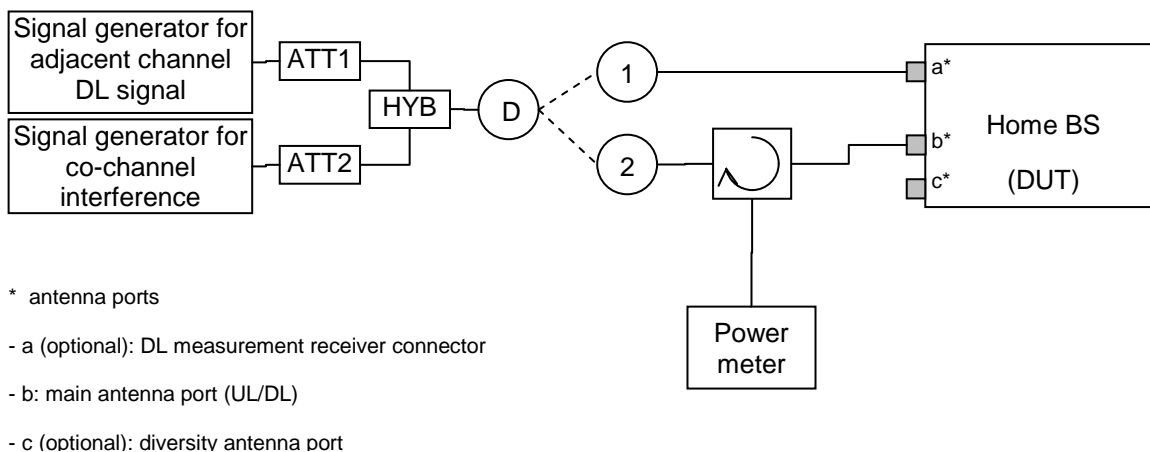 Signal generator for
adjacent channel
DL signal
ATT1
HYB
Signal generator for
co-channel
interference
ATT2
D
1
2
a*
b*
c*
Home BS
(DUT)
Power
meter
* antenna ports
- a (optional): DL measurement receiver connector
- b: main antenna port (UL/DL)
- c (optional): diversity antenna port